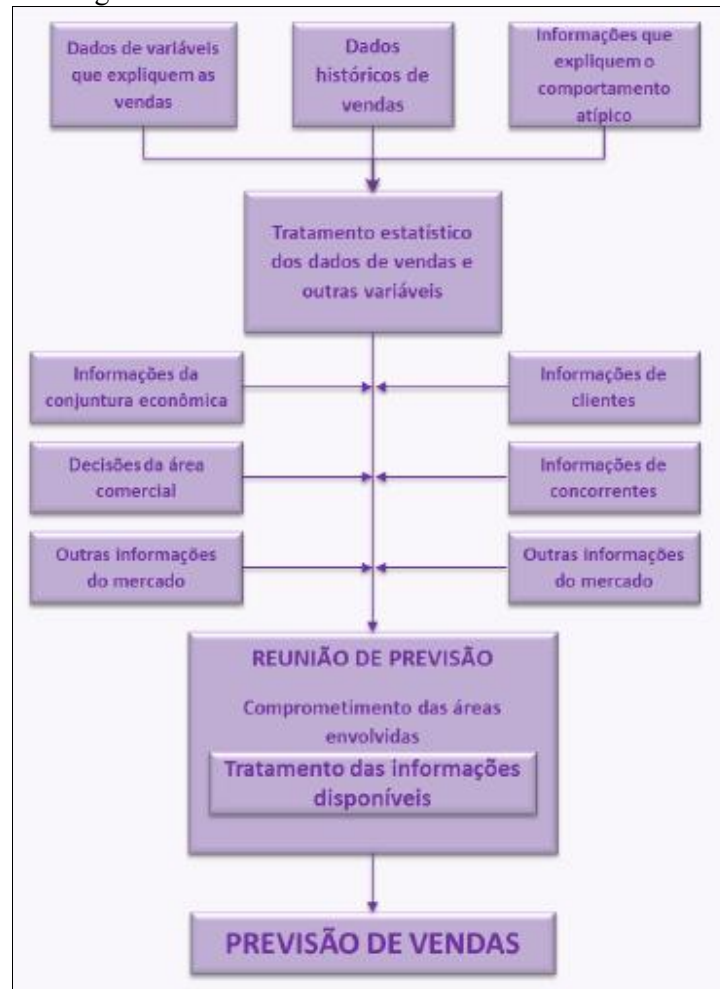 Dados de variáveis
que expliquem as
vendas
Dados
históricos de
vendas
Informações que
expliquem o
comportamento
atípico
Tratamento estatístico
dos dados de vendas e
outras variáveis
Informações da
conjuntura econômica
Informações de
clientes
Decisões da área
comercial
Informações de
concorrentes
Outras informações
do mercado
Outras informações
do mercado
REUNIÃO DE PREVISÃO
Comprometimento das áreas
envolvidas
Tratamento das informações
disponíveis
PREVISÃO DE VENDAS